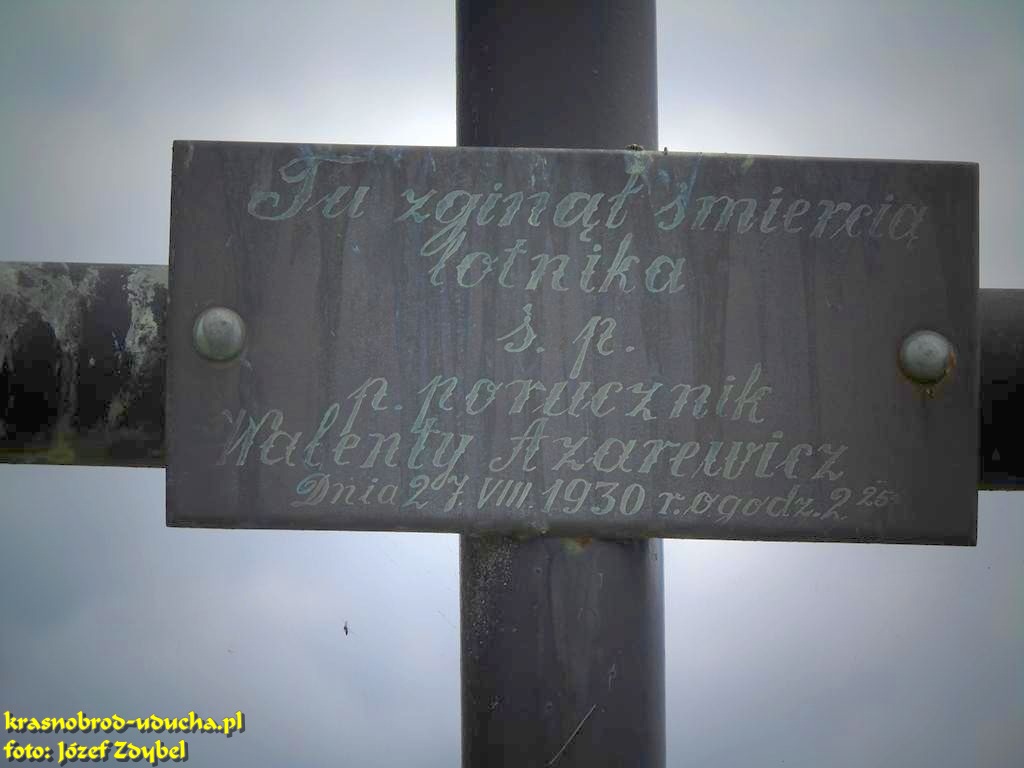 Tu zginął śmiercią
lotnika
ś. p.
p. porucznik
Walenty Azarewicz
Dnia 27. VIII. 1930 r. o godz. 2 25
krasnobrod-uducha.pl
foto: Józef Zdybel